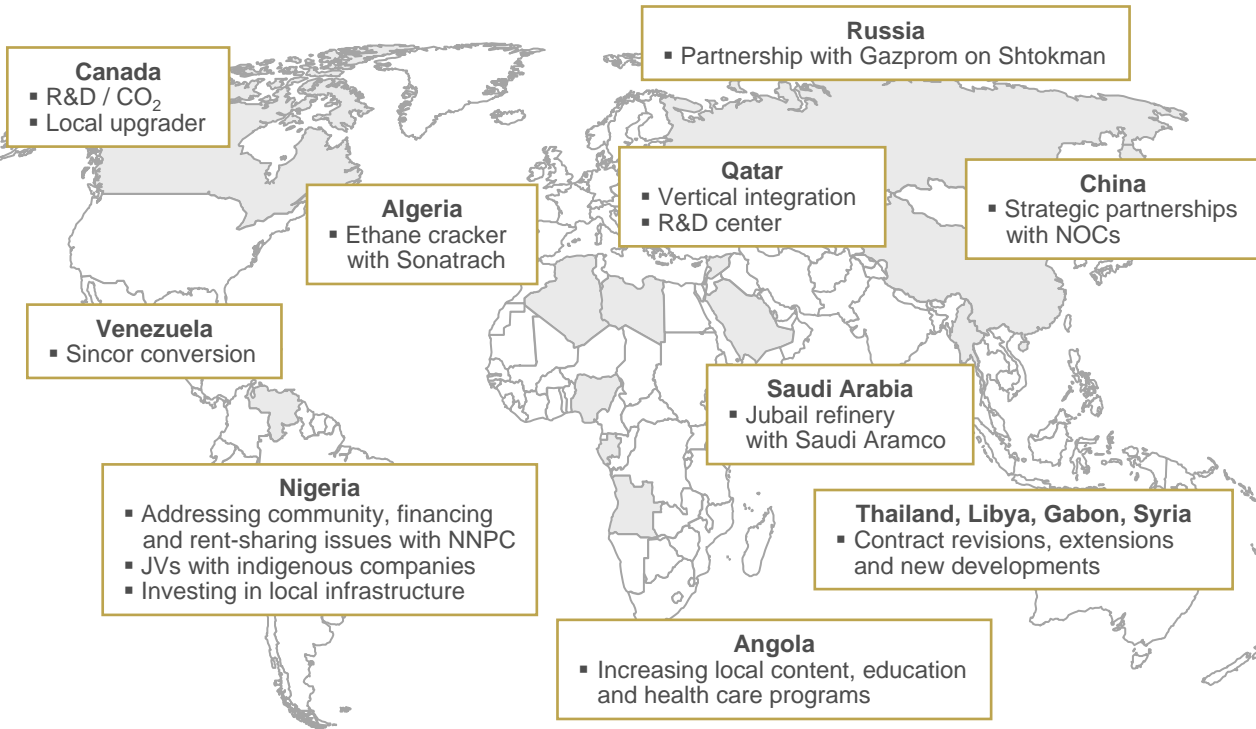 Russia
▪ Partnership with Gazprom on Shtokman
Canada
▪ R&D / CO₂
▪ Local upgrader
Qatar
▪ Vertical integration
▪ R&D center
China
▪ Strategic partnerships
with NOCs
Algeria
▪ Ethane cracker
with Sonatrach
Venezuela
▪ Sincor conversion
Saudi Arabia
▪ Jubail refinery
with Saudi Aramco
Nigeria
▪ Addressing community, financing
and rent-sharing issues with NNPC
▪ JVs with indigenous companies
▪ Investing in local infrastructure
Thailand, Libya, Gabon, Syria
▪ Contract revisions, extensions
and new developments
Angola
▪ Increasing local content, education
and health care programs